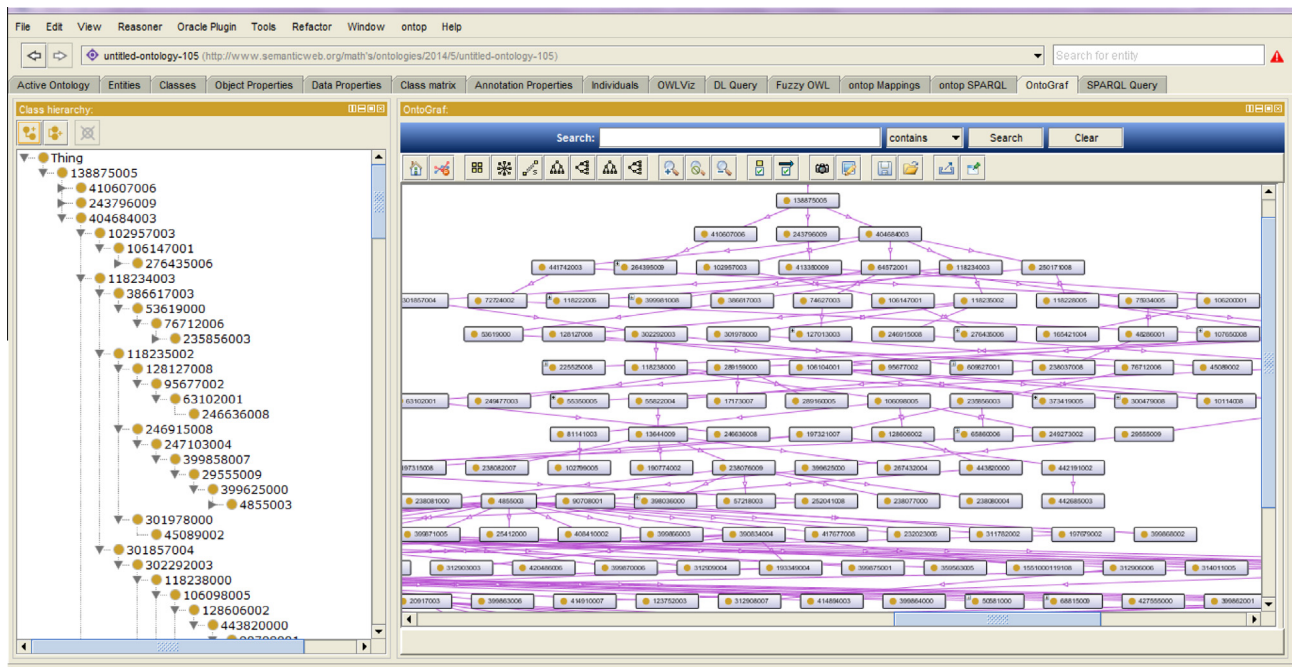 File Edit View Reasoner Oracle Plugin Tools Refactor Window ontop Help
untitled-ontology-105 (http://www.semanticweb.org/math's/ontologies/2014/5/untitled-ontology-105)
Search for entity
Active Ontology Entities Classes Object Properties Data Properties Class matrix Annotation Properties Individuals OWLViz DL Query Fuzzy OWL ontop Mappings ontop SPARQL OntoGraf SPARQL Query
Class hierarchy:
Thing
138875005
410607006
243796009
404684003
102957003
106147001
276435006
118234003
386617003
53619000
76712006
235856003
118235002
128127008
95677002
63102001
246636008
246915008
247103004
399858007
29555009
399625000
4855003
301978000
45089002
301857004
302292003
118238000
106098005
128606002
443820000
OntoGraf:
Search: contains Search Clear
138875005
410607006 243796009 404684003
441742003 264395009 102957003 413380009 64572001 118234003 250171008
301857004 72724002 118222006 399981008 386617003 74627003 106147001 118235002 118228005 75934005 106200001
53619000 128127008 302292003 301978000 127013003 246915008 276435006 165421004 48286001 107650008
225525008 118238000 289159000 106104001 95677002 609627001 238037008 76712006 45089002
63102001 249477003 55350005 55822004 17173007 289160005 106098005 235856003 373419005 300479008 10114008
81141003 13644009 246636008 197321007 128606002 65860006 249273002 29555009
197315008 238082007 102799005 190774002 238076009 399625000 267432004 443820000 442191002
238081000 4855003 90708001 398036000 57218003 252041008 238077000 238080004 442685003
399871005 25412000 408410002 399866003 390834004 417677008 232023006 311782002 197679002 399868002
312903003 420486006 399870006 312909004 193349004 399875001 359563005 1551000119108 312906006 314011005
20917003 399863006 414910007 123752003 312908007 414894003 399864000 50581000 68815009 427555000 399862001